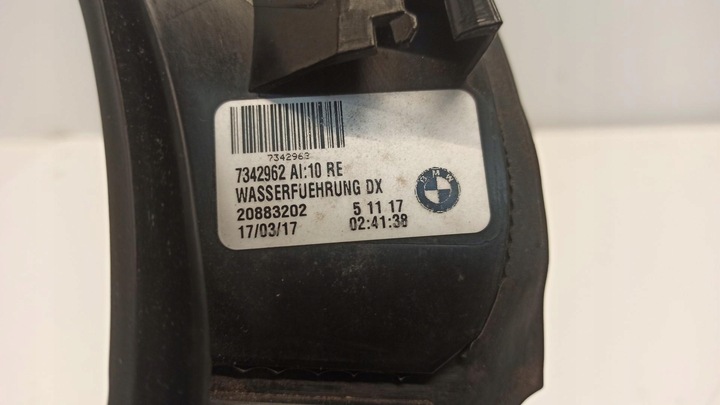 7342962
7342962 AI:10 RE
WASSERFUEHRUNG DX
20883202 5 11 17
17/03/17 02:41:38
BMW